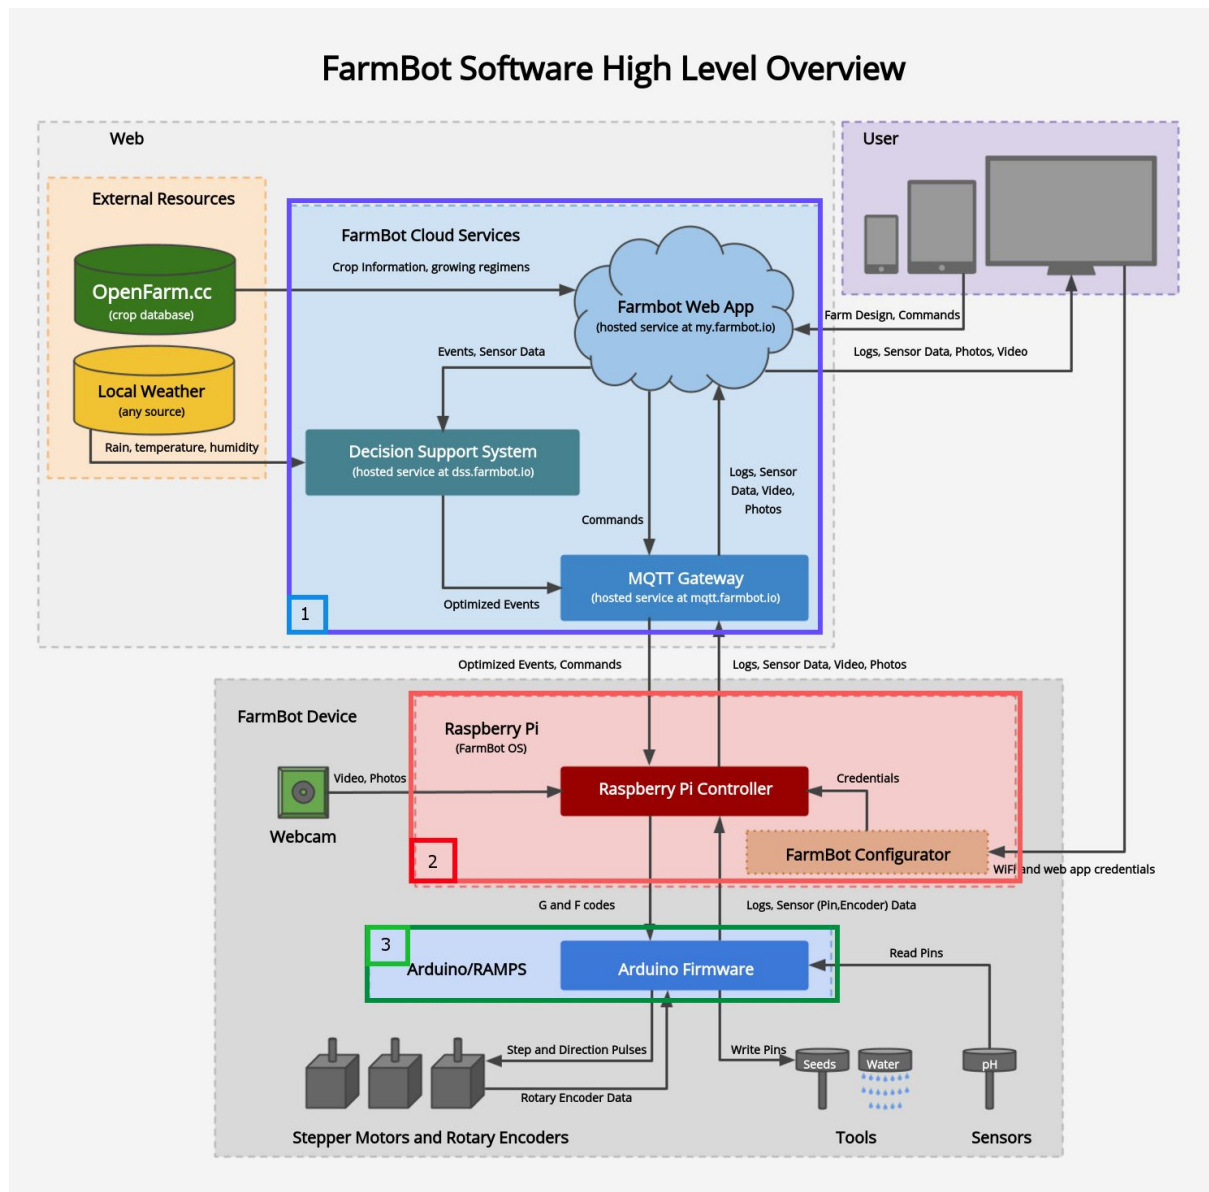 FarmBot Software High Level Overview
Web
User
External Resources
OpenFarm.cc
(crop database)
Local Weather
(any source)
Rain, temperature, humidity
FarmBot Cloud Services
Crop Information, growing regimens
Farmbot Web App
(hosted service at my.farmbot.io)
Farm Design, Commands
Logs, Sensor Data, Photos, Video
Events, Sensor Data
Decision Support System
(hosted service at dss.farmbot.io)
Logs, Sensor
Data, Video,
Photos
Commands
MQTT Gateway
(hosted service at mqtt.farmbot.io)
Optimized Events
1
Optimized Events, Commands
Logs, Sensor Data, Video, Photos
FarmBot Device
Raspberry Pi
(FarmBot OS)
Video, Photos
Webcam
Raspberry Pi Controller
Credentials
FarmBot Configurator
WiFi and web app credentials
2
G and F codes
Logs, Sensor (Pin,Encoder) Data
3
Arduino/RAMPS
Arduino Firmware
Read Pins
Step and Direction Pulses
Rotary Encoder Data
Write Pins
Seeds
Water
pH
Stepper Motors and Rotary Encoders
Tools
Sensors